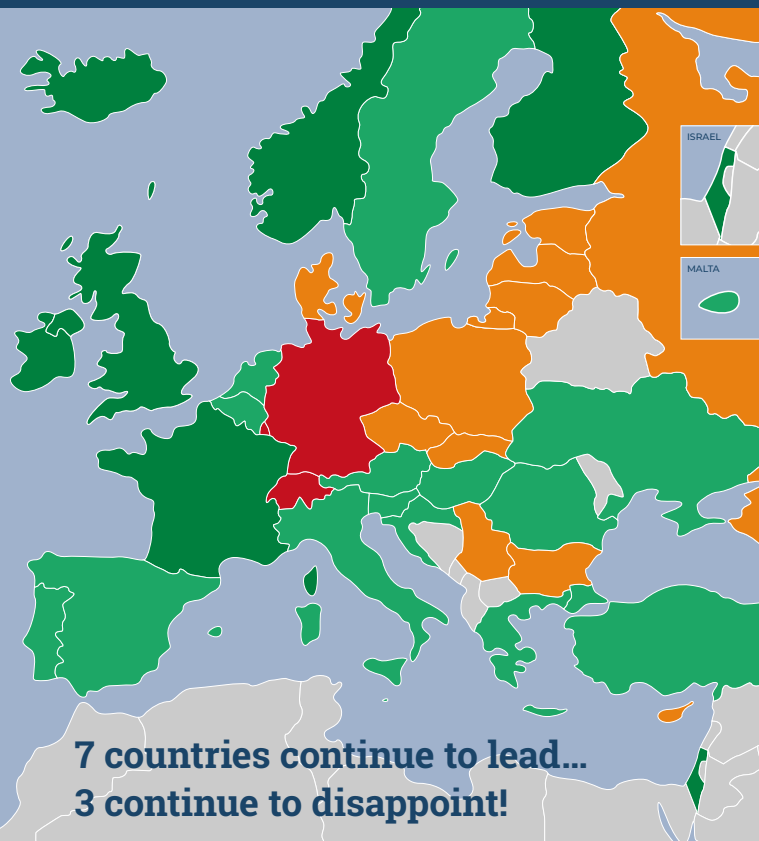 ISRAEL
MALTA
7 countries continue to lead...
3 continue to disappoint!